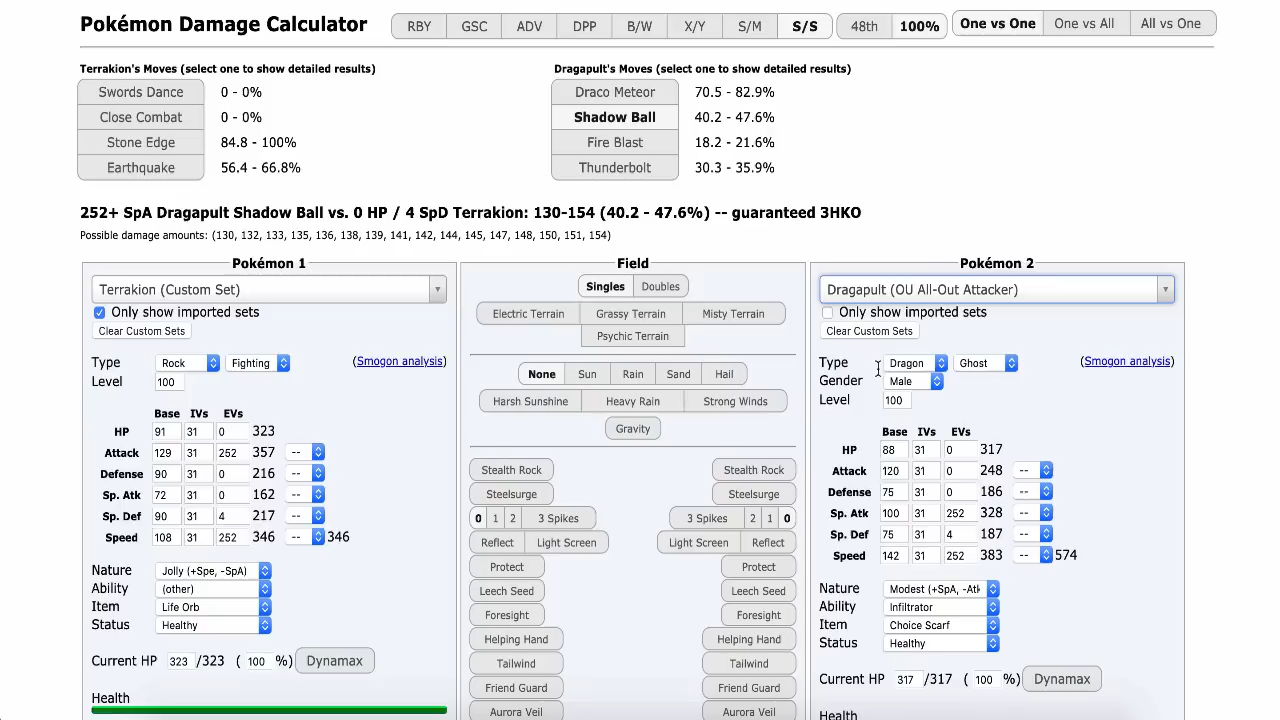 Pokémon Damage Calculator
RBY GSC ADV DPP B/W X/Y S/M S/S 48th 100% One vs One One vs All All vs One
Terrakion's Moves (select one to show detailed results)
Swords Dance 0 - 0%
Close Combat 0 - 0%
Stone Edge 84.8 - 100%
Earthquake 56.4 - 66.8%
Dragapult's Moves (select one to show detailed results)
Draco Meteor 70.5 - 82.9%
Shadow Ball 40.2 - 47.6%
Fire Blast 18.2 - 21.6%
Thunderbolt 30.3 - 35.9%
252+ SpA Dragapult Shadow Ball vs. 0 HP / 4 SpD Terrakion: 130-154 (40.2 - 47.6%) -- guaranteed 3HKO
Possible damage amounts: (130, 132, 133, 135, 136, 138, 139, 141, 142, 144, 145, 147, 148, 150, 151, 154)
Pokémon 1
Terrakion (Custom Set)
Only show imported sets
Clear Custom Sets
Type Rock Fighting (Smogon analysis)
Level 100
Base IVs EVs
HP 91 31 0 323
Attack 129 31 252 357 --
Defense 90 31 0 216 --
Sp. Atk 72 31 0 162 --
Sp. Def 90 31 4 217 --
Speed 108 31 252 346 -- 346
Nature Jolly (+Spe, -SpA)
Ability (other)
Item Life Orb
Status Healthy
Current HP 323 /323 ( 100 %) Dynamax
Health
Field
Singles Doubles
Electric Terrain Grassy Terrain Misty Terrain
Psychic Terrain
None Sun Rain Sand Hail
Harsh Sunshine Heavy Rain Strong Winds
Gravity
Stealth Rock Stealth Rock
Steelsurge Steelsurge
0 1 2 3 Spikes 3 Spikes 2 1 0
Reflect Light Screen Light Screen Reflect
Protect Protect
Leech Seed Leech Seed
Foresight Foresight
Helping Hand Helping Hand
Tailwind Tailwind
Friend Guard Friend Guard
Aurora Veil Aurora Veil
Pokémon 2
Dragapult (OU All-Out Attacker)
Only show imported sets
Clear Custom Sets
Type Dragon Ghost (Smogon analysis)
Gender Male
Level 100
Base IVs EVs
HP 88 31 0 317
Attack 120 31 0 248 --
Defense 75 31 0 186 --
Sp. Atk 100 31 252 328 --
Sp. Def 75 31 4 187 --
Speed 142 31 252 383 -- 574
Nature Modest (+SpA, -Atk
Ability Infiltrator
Item Choice Scarf
Status Healthy
Current HP 317 /317 ( 100 %) Dynamax
Health